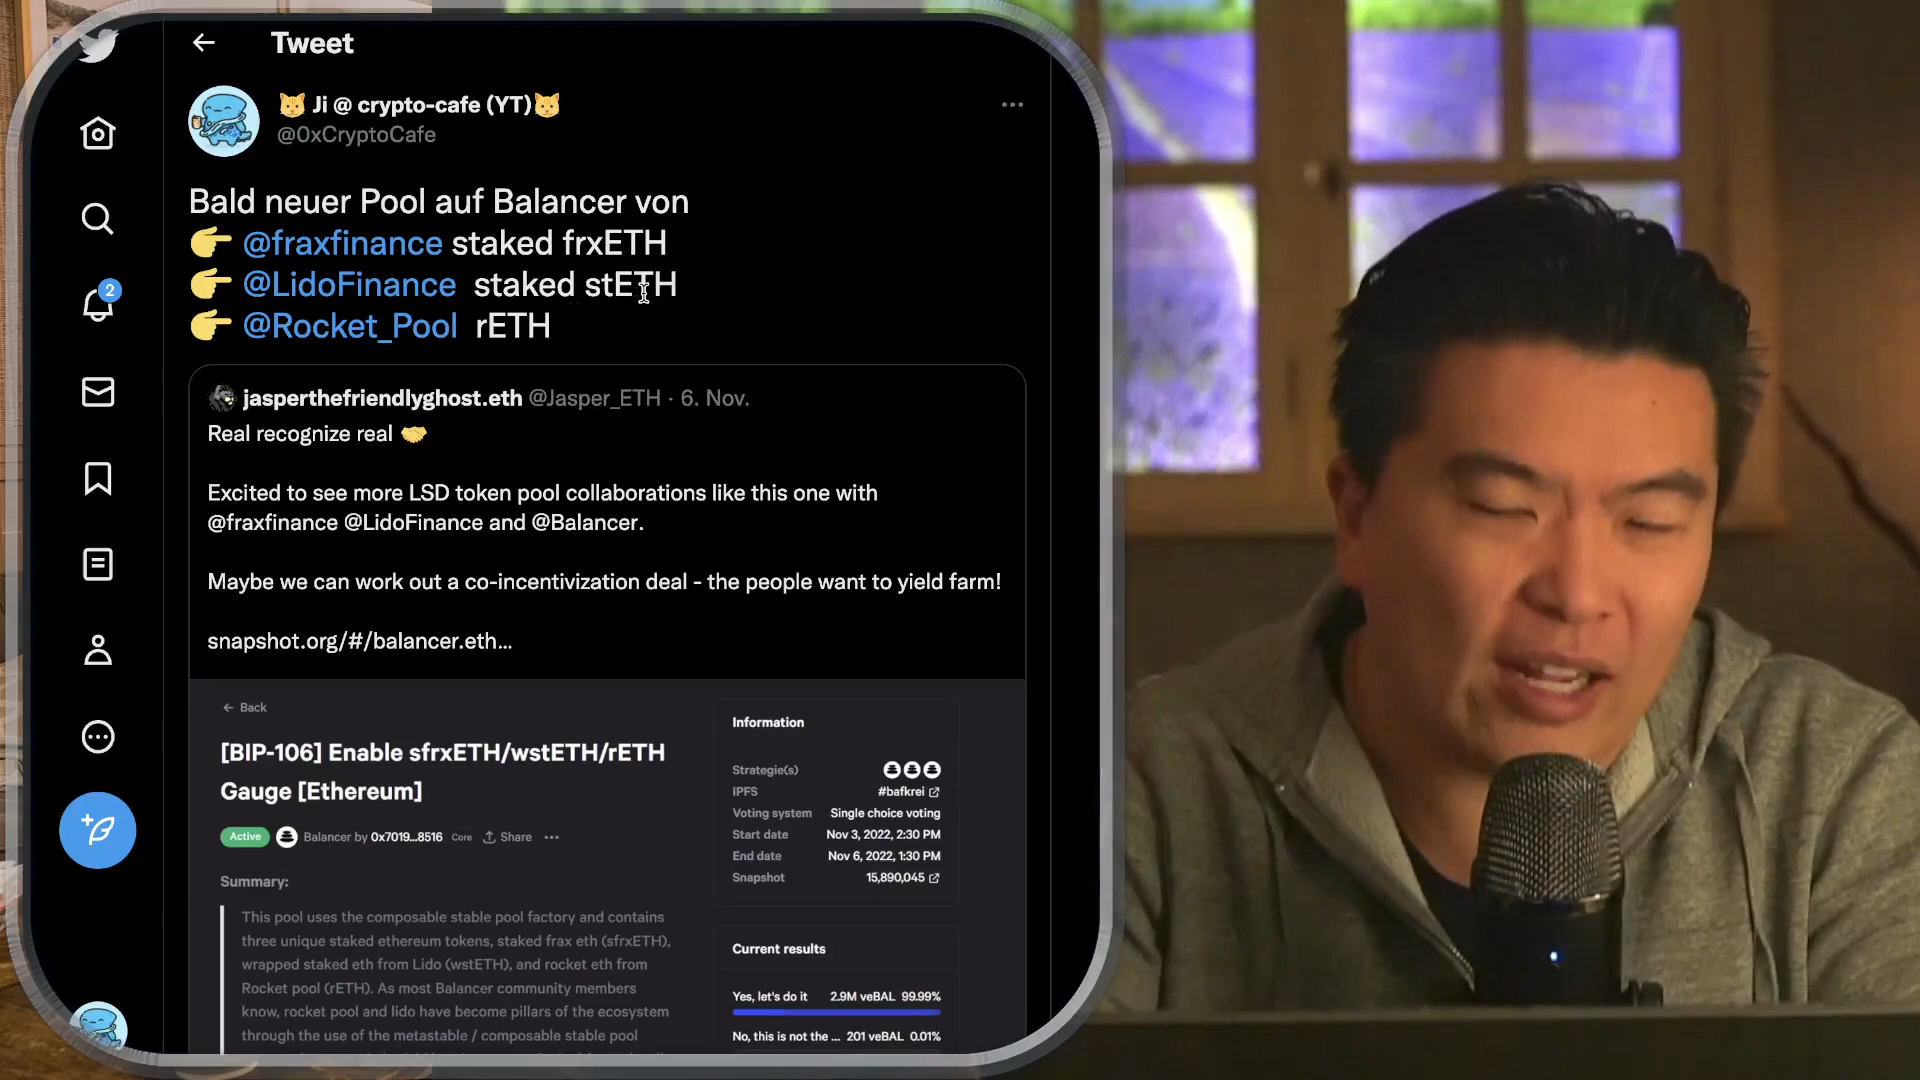 Tweet
🐱 Ji @ crypto-cafe (YT)🐱
@0xCryptoCafe
Bald neuer Pool auf Balancer von
👉 @fraxfinance staked frxETH
👉 @LidoFinance staked stETH
👉 @Rocket_Pool rETH
2
jasperthefriendlyghost.eth @Jasper_ETH · 6. Nov.
Real recognize real 🤝
Excited to see more LSD token pool collaborations like this one with
@fraxfinance @LidoFinance and @Balancer.
Maybe we can work out a co-incentivization deal - the people want to yield farm!
snapshot.org/#/balancer.eth...
← Back
[BIP-106] Enable sfrxETH/wstETH/rETH
Gauge [Ethereum]
Active Balancer by 0x7019...8516 Core Share
Summary:
This pool uses the composable stable pool factory and contains
three unique staked ethereum tokens, staked frax eth (sfrxETH),
wrapped staked eth from Lido (wstETH), and rocket eth from
Rocket pool (rETH). As most Balancer community members
know, rocket pool and lido have become pillars of the ecosystem
through the use of the metastable / composable stable pool
Information
Strategie(s)
IPFS #bafkrei
Voting system Single choice voting
Start date Nov 3, 2022, 2:30 PM
End date Nov 6, 2022, 1:30 PM
Snapshot 15,890,045
Current results
Yes, let's do it 2.9M veBAL 99.99%
No, this is not the ... 201 veBAL 0.01%